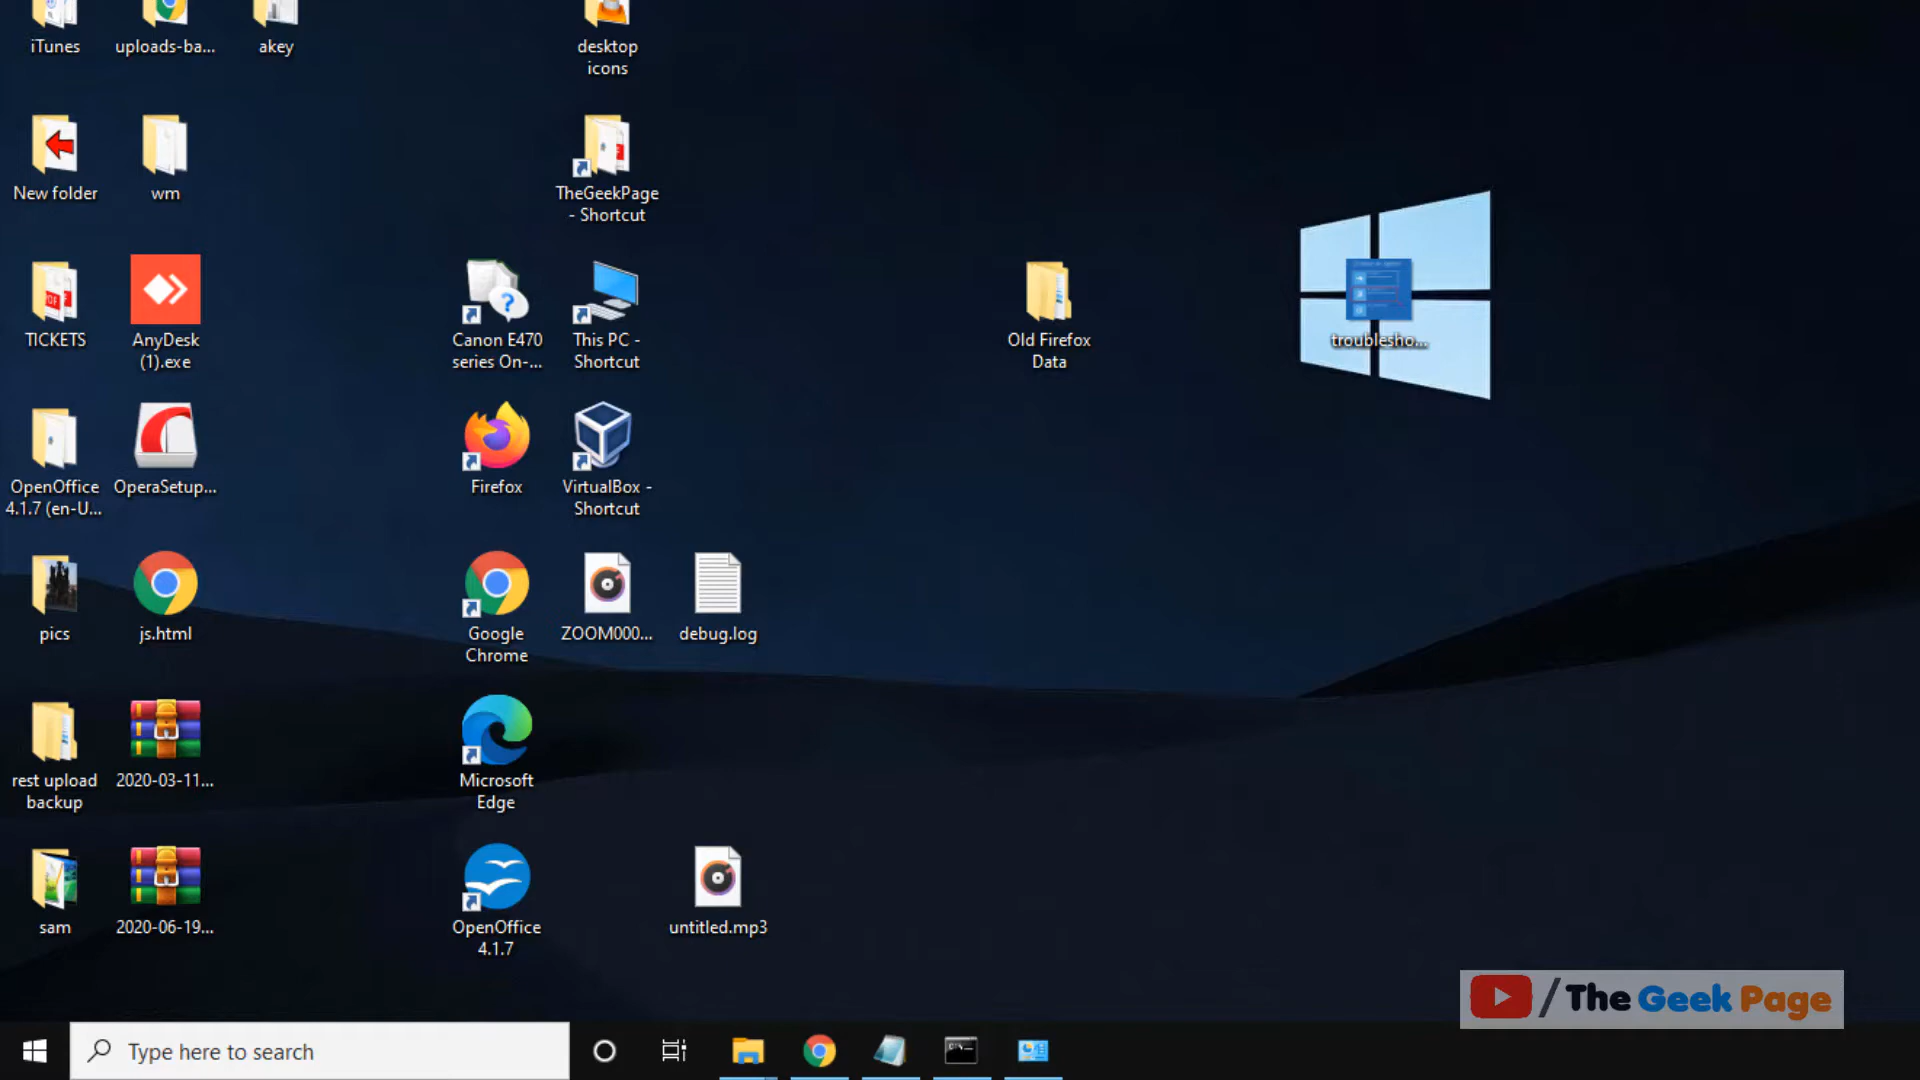 iTunes
uploads-ba...
akey
desktop
icons
New folder
wm
TheGeekPage
- Shortcut
TICKETS
AnyDesk
(1).exe
Canon E470
series On-...
This PC -
Shortcut
Old Firefox
Data
troublesho...
OpenOffice
4.1.7 (en-U...
OperaSetup...
Firefox
VirtualBox -
Shortcut
pics
js.html
Google
Chrome
ZOOM000...
debug.log
rest upload
backup
2020-03-11...
Microsoft
Edge
sam
2020-06-19...
OpenOffice
4.1.7
untitled.mp3
/The Geek Page
Type here to search